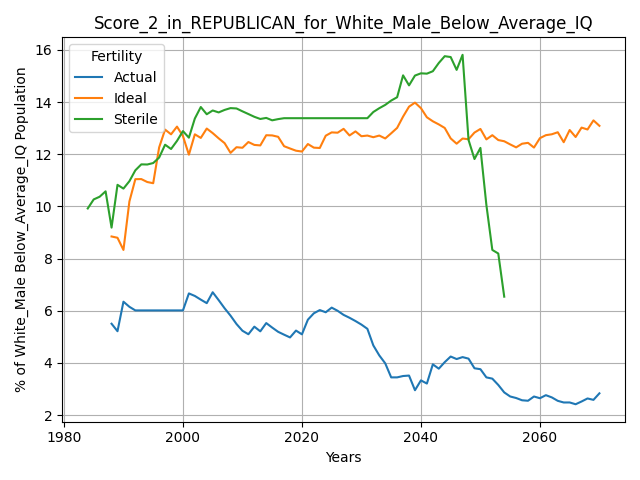 Score_2_in_REPUBLICAN_for_White_Male_Below_Average_IQ
Fertility
Actual
Ideal
Sterile
% of White_Male Below_Average_IQ Population
16
14
12
10
8
6
4
2
1980
2000
2020
2040
2060
Years